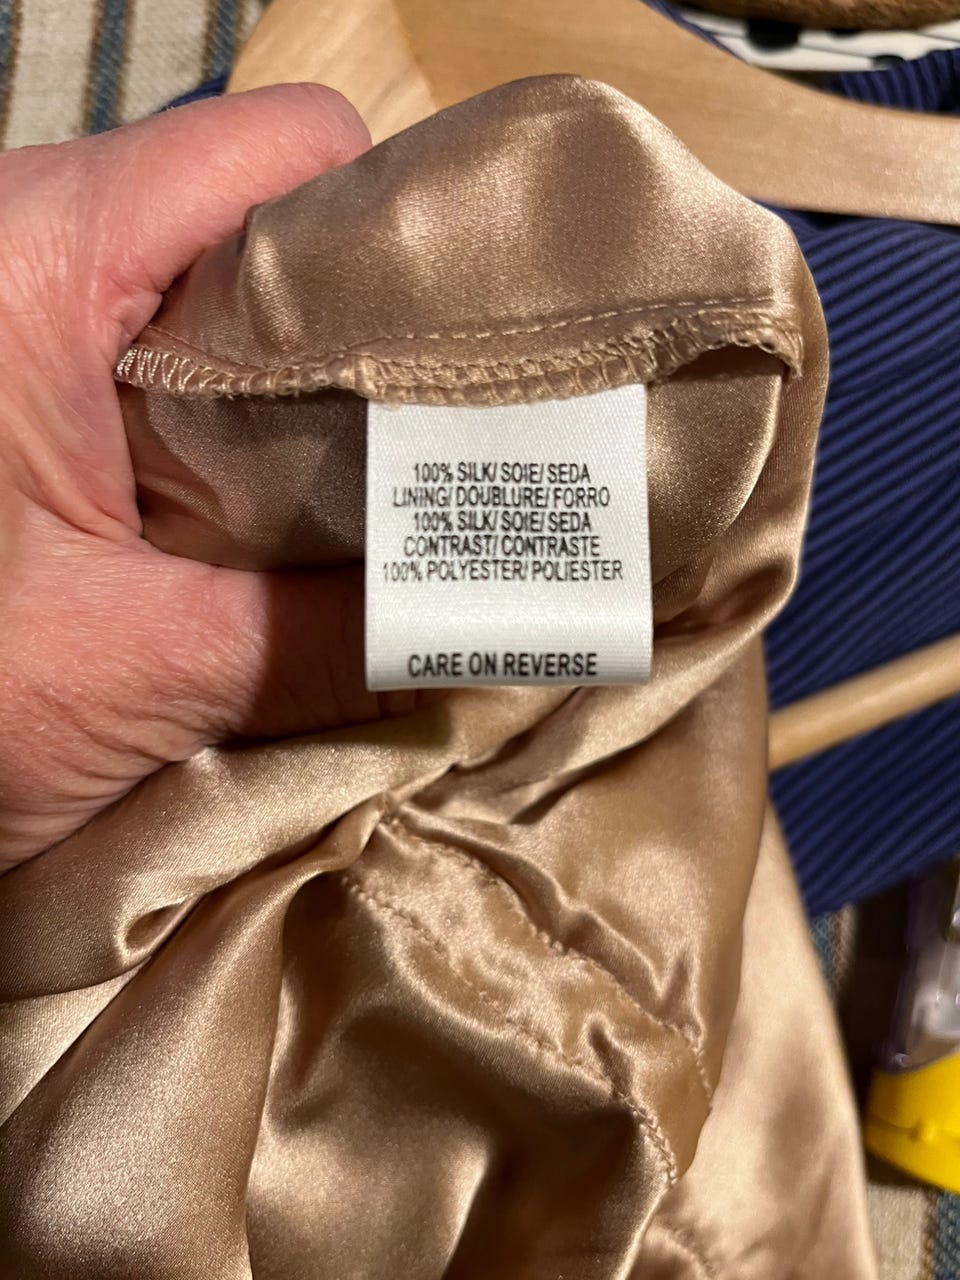 100% SILK/ SOIE/ SEDA
LINING/ DOUBLURE/ FORRO
100% SILK/ SOIE/ SEDA
CONTRAST/ CONTRASTE
100% POLYESTER/ POLIESTER
CARE ON REVERSE